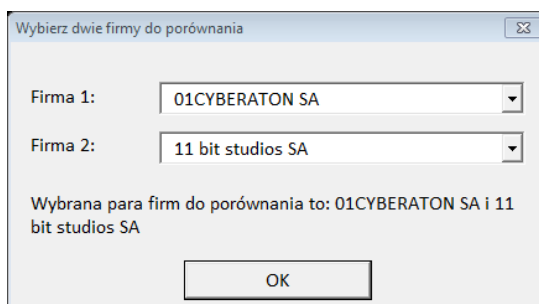 Wybierz dwie firmy do porównania
Firma 1:
01CYBERATON SA
Firma 2:
11 bit studios SA
Wybrana para firm do porównania to: 01CYBERATON SA i 11
bit studios SA
OK